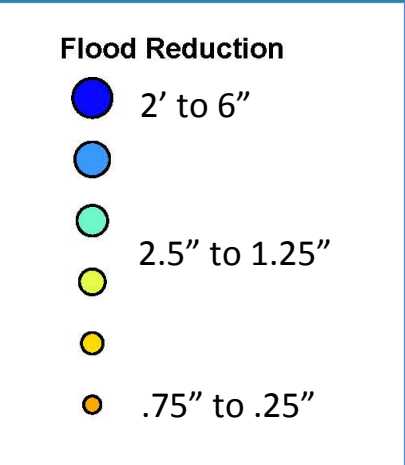 Flood Reduction
2’ to 6”
2.5” to 1.25”
.75” to .25”